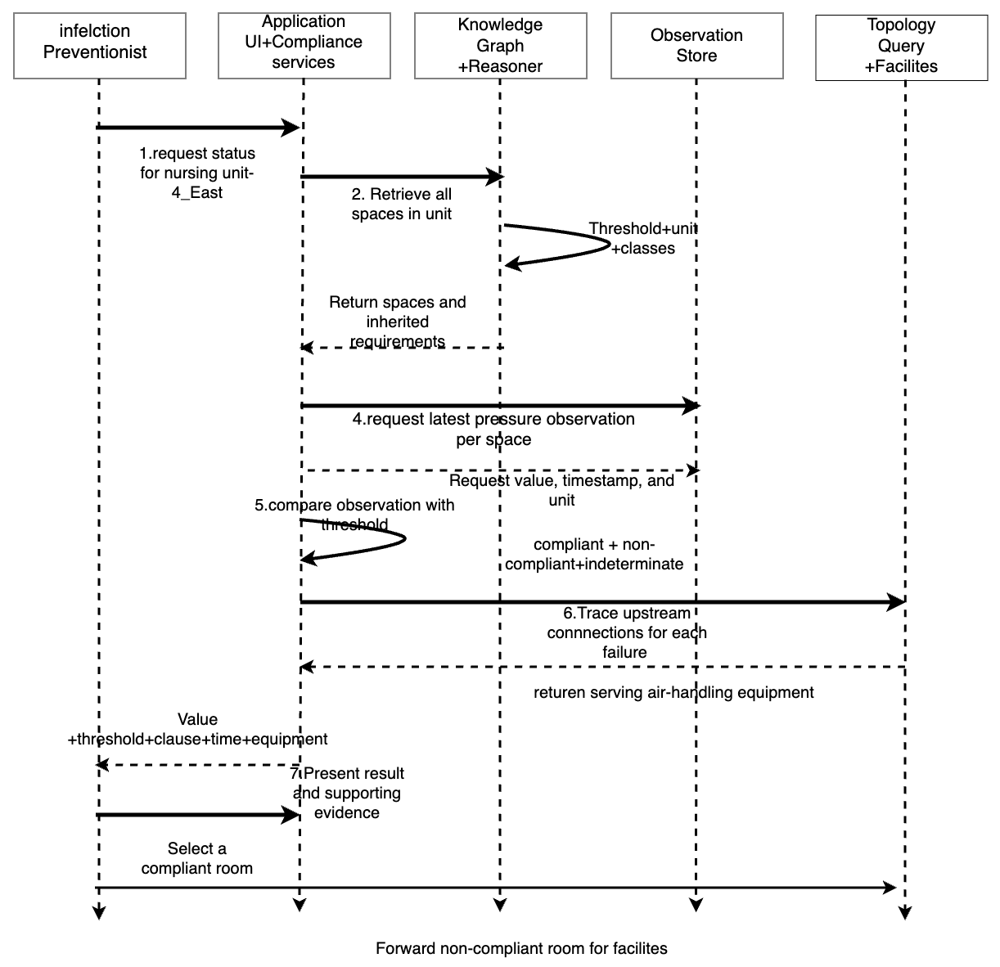 infelction
Preventionist
Application
UI+Compliance
services
Knowledge
Graph
+Reasoner
Observation
Store
Topology
Query
+Facilites
1.request status
for nursing unit-
4_East
2. Retrieve all
spaces in unit
Threshold+unit
+classes
Return spaces and
inherited
requirements
4.request latest pressure observation
per space
Request value, timestamp, and
unit
5.compare observation with
threshold
compliant + non-
compliant+indeterminate
6.Trace upstream
connnections for each
failure
returen serving air-handling equipment
Value
+threshold+clause+time+equipment
7.Present result
and supporting
evidence
Select a
compliant room
Forward non-compliant room for facilites